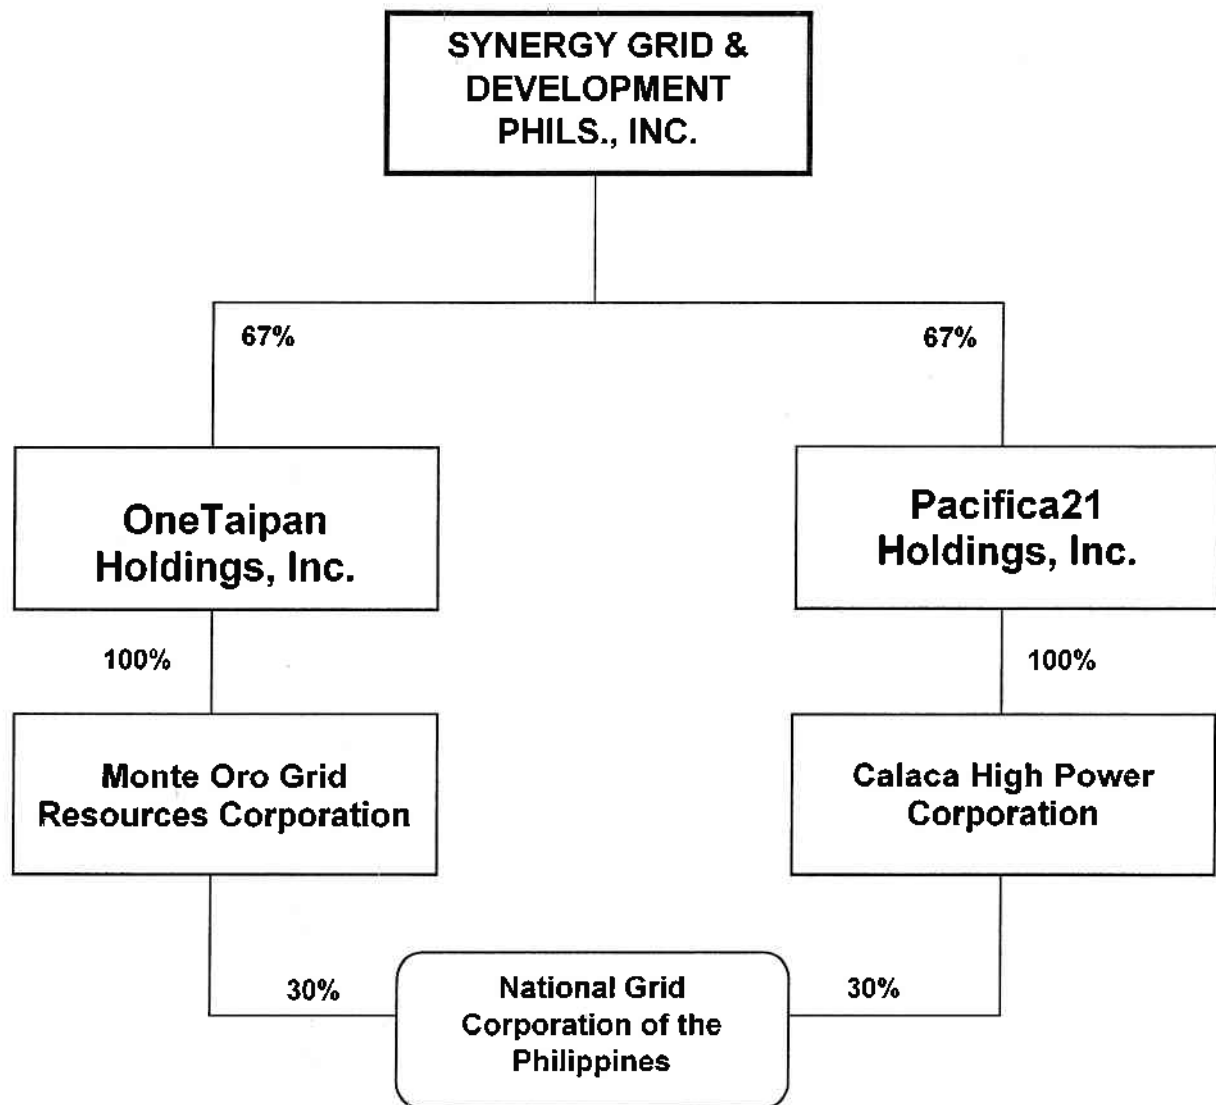 SYNERGY GRID &
DEVELOPMENT
PHILS., INC.
67%
67%
OneTaipan
Holdings, Inc.
Pacifica21
Holdings, Inc.
100%
100%
Monte Oro Grid
Resources Corporation
Calaca High Power
Corporation
30%
National Grid
Corporation of the
Philippines
30%